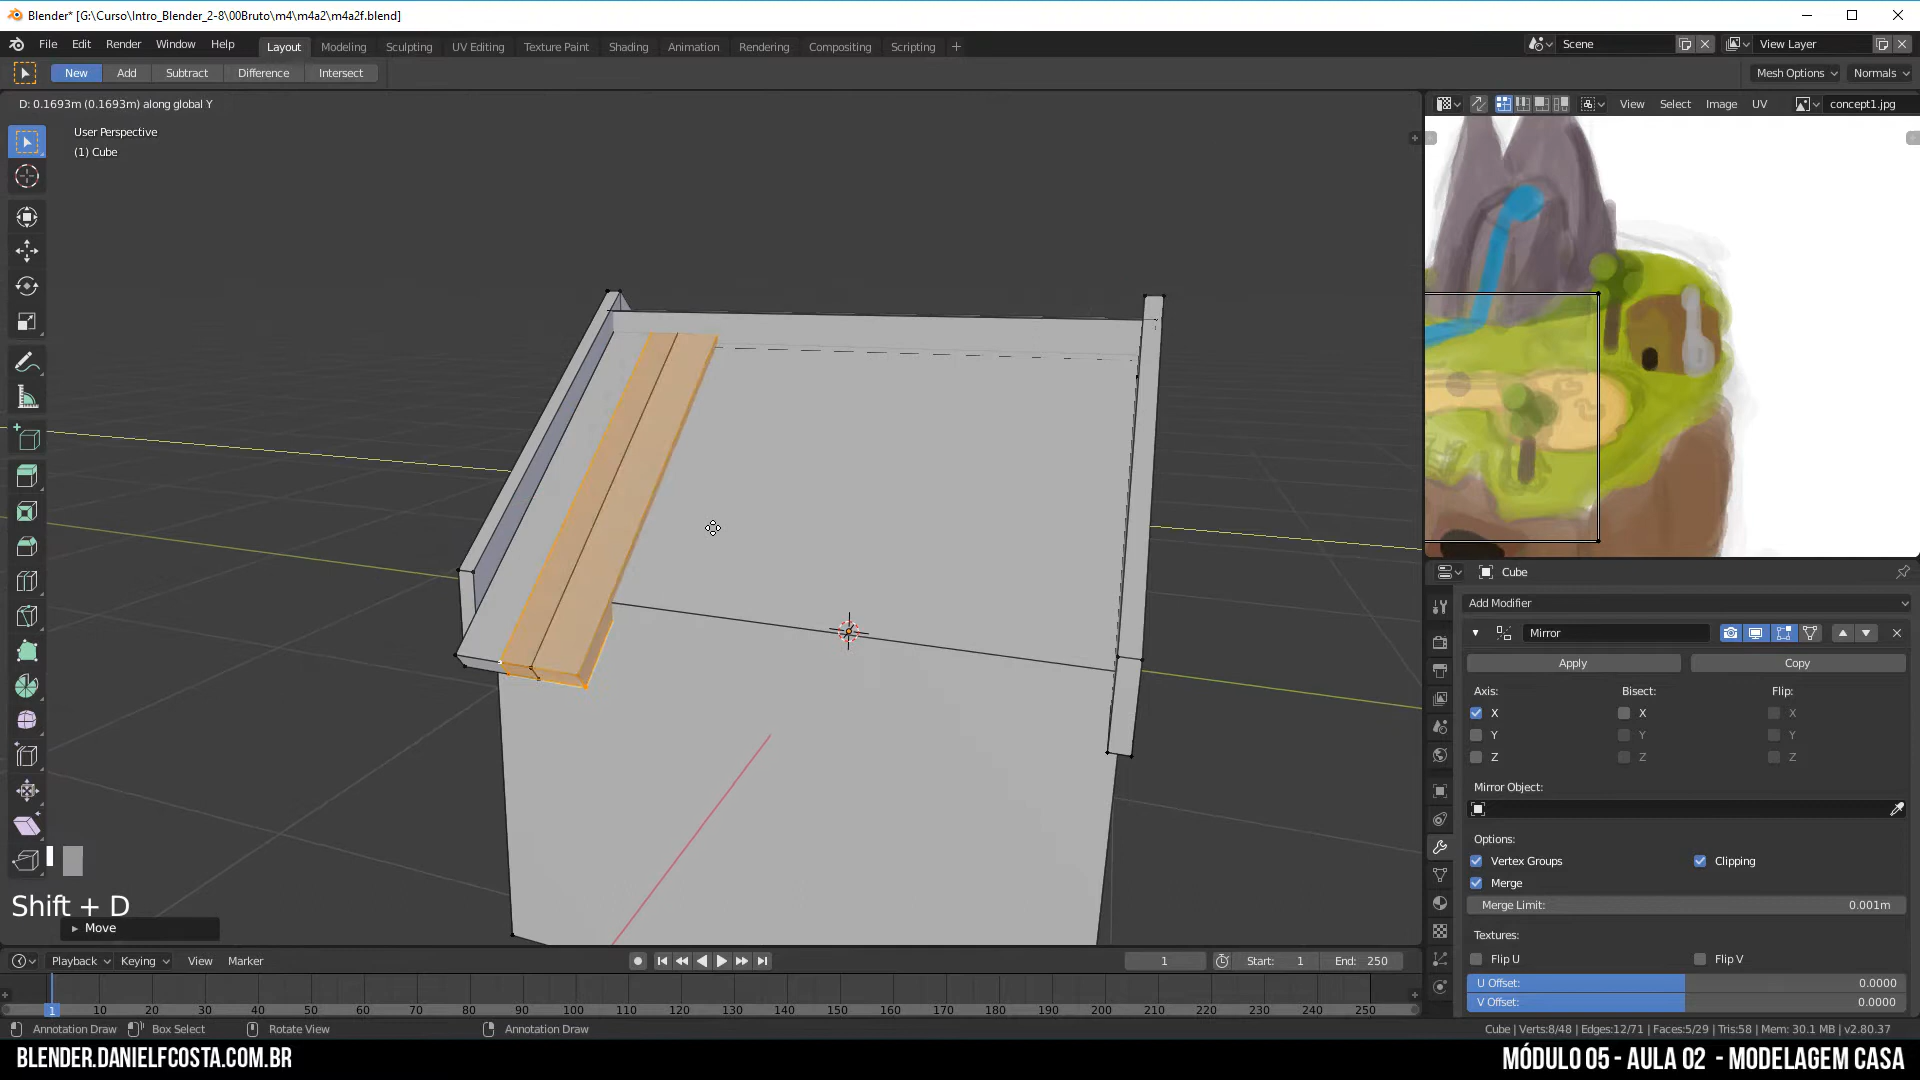 Blender* [G:\Curso\Intro_Blender_2-8\00Bruto\m4\m4a2\m4a2f.blend]
File Edit Render Window Help Layout Modeling Sculpting UV Editing Texture Paint Shading Animation Rendering Compositing Scripting + Scene View Layer
New Add Subtract Difference Intersect Mesh Options Normals
D: 0.1693m (0.1693m) along global Y
View Select Image UV concept1.jpg
User Perspective
(1) Cube
Cube
Add Modifier
Mirror
Apply Copy
Axis: Bisect: Flip:
X X X
Y Y Y
Z Z Z
Mirror Object:
Options:
Vertex Groups Clipping
Merge
Merge Limit: 0.001m
Textures:
Flip U Flip V
U Offset: 0.0000
V Offset: 0.0000
Shift + D
Move
Playback Keying View Marker 1 Start: 1 End: 250
1 10 20 30 40 50 60 70 80 90 100 110 120 130 140 150 160 170 180 190 200 210 220 230 240 250
Annotation Draw Box Select Rotate View Annotation Draw Cube | Verts:8/48 | Edges:12/71 | Faces:5/29 | Tris:58 | Mem: 30.1 MB | v2.80.37
BLENDER.DANIELFCOSTA.COM.BR MÓDULO 05 - AULA 02 - MODELAGEM CASA